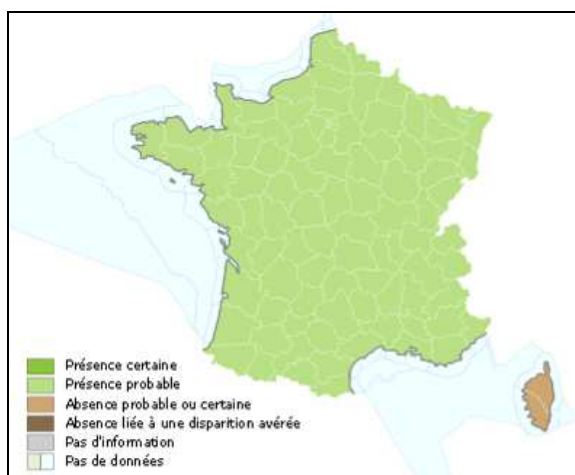 Présence certaine
Présence probable
Absence probable ou certaine
Absence liée à une disparition avérée
Pas d'information
Pas de données